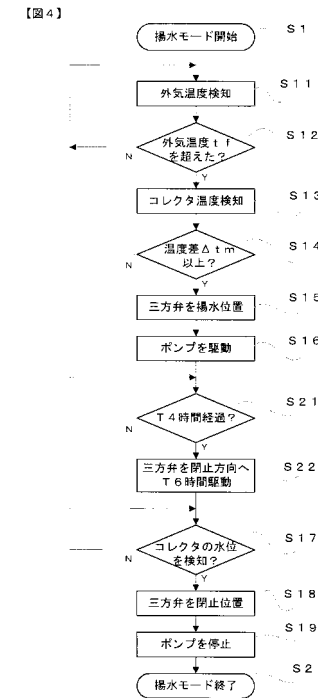 【図4】
揚水モード開始
S1
外気温度検知
S11
外気温度tf
を超えた?
S12
N
Y
コレクタ温度検知
S13
温度差Δtm
以上?
S14
N
Y
三方弁を揚水位置
S15
ポンプを駆動
S16
T4時間経過?
S21
N
Y
三方弁を閉止方向へ
T6時間駆動
S22
コレクタの水位
を検知?
S17
N
Y
三方弁を閉止位置
S18
ポンプを停止
S19
揚水モード終了
S2